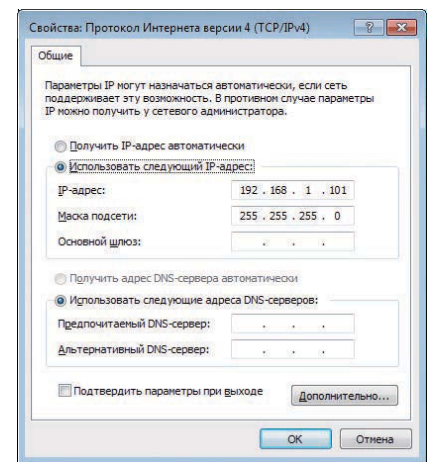 Свойства: Протокол Интернета версии 4 (TCP/IPv4)
Общие
Параметры IP могут назначаться автоматически, если сеть
поддерживает эту возможность. В противном случае параметры
IP можно получить у сетевого администратора.
Получить IP-адрес автоматически
Использовать следующий IP-адрес:
IP-адрес: 192 . 168 . 1 . 101
Маска подсети: 255 . 255 . 255 . 0
Основной шлюз: . . .
Получить адрес DNS-сервера автоматически
Использовать следующие адреса DNS-серверов:
Предпочитаемый DNS-сервер: . . .
Альтернативный DNS-сервер: . . .
Подтвердить параметры при выходе
Дополнительно...
ОК
Отмена